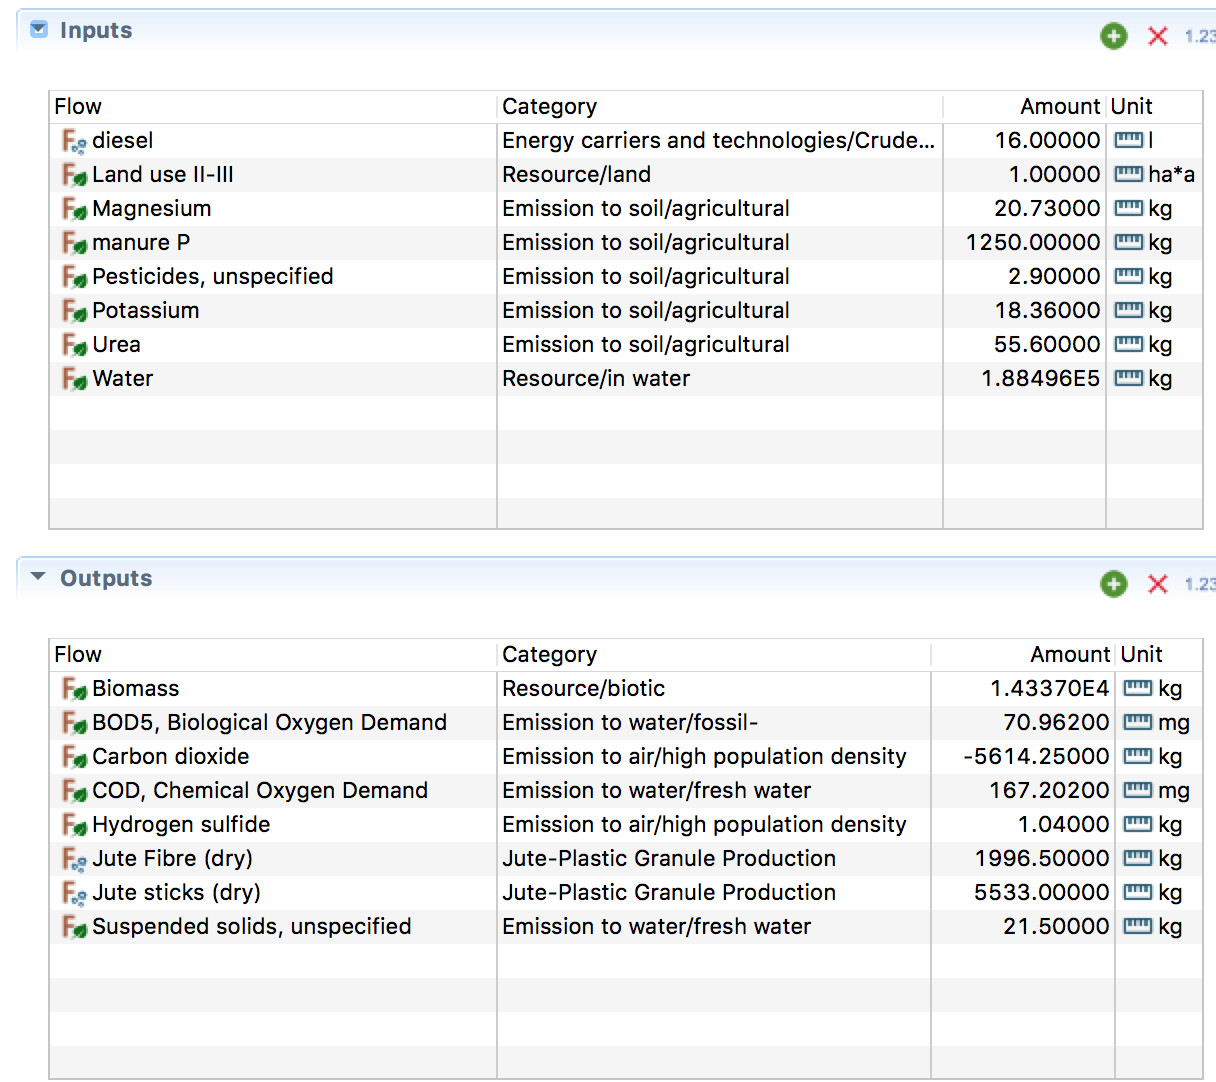 Inputs
1.23
Flow Category Amount Unit
diesel Energy carriers and technologies/Crude... 16.00000 l
Land use II-III Resource/land 1.00000 ha*a
Magnesium Emission to soil/agricultural 20.73000 kg
manure P Emission to soil/agricultural 1250.00000 kg
Pesticides, unspecified Emission to soil/agricultural 2.90000 kg
Potassium Emission to soil/agricultural 18.36000 kg
Urea Emission to soil/agricultural 55.60000 kg
Water Resource/in water 1.88496E5 kg
Outputs
1.23
Flow Category Amount Unit
Biomass Resource/biotic 1.43370E4 kg
BOD5, Biological Oxygen Demand Emission to water/fossil- 70.96200 mg
Carbon dioxide Emission to air/high population density -5614.25000 kg
COD, Chemical Oxygen Demand Emission to water/fresh water 167.20200 mg
Hydrogen sulfide Emission to air/high population density 1.04000 kg
Jute Fibre (dry) Jute-Plastic Granule Production 1996.50000 kg
Jute sticks (dry) Jute-Plastic Granule Production 5533.00000 kg
Suspended solids, unspecified Emission to water/fresh water 21.50000 kg